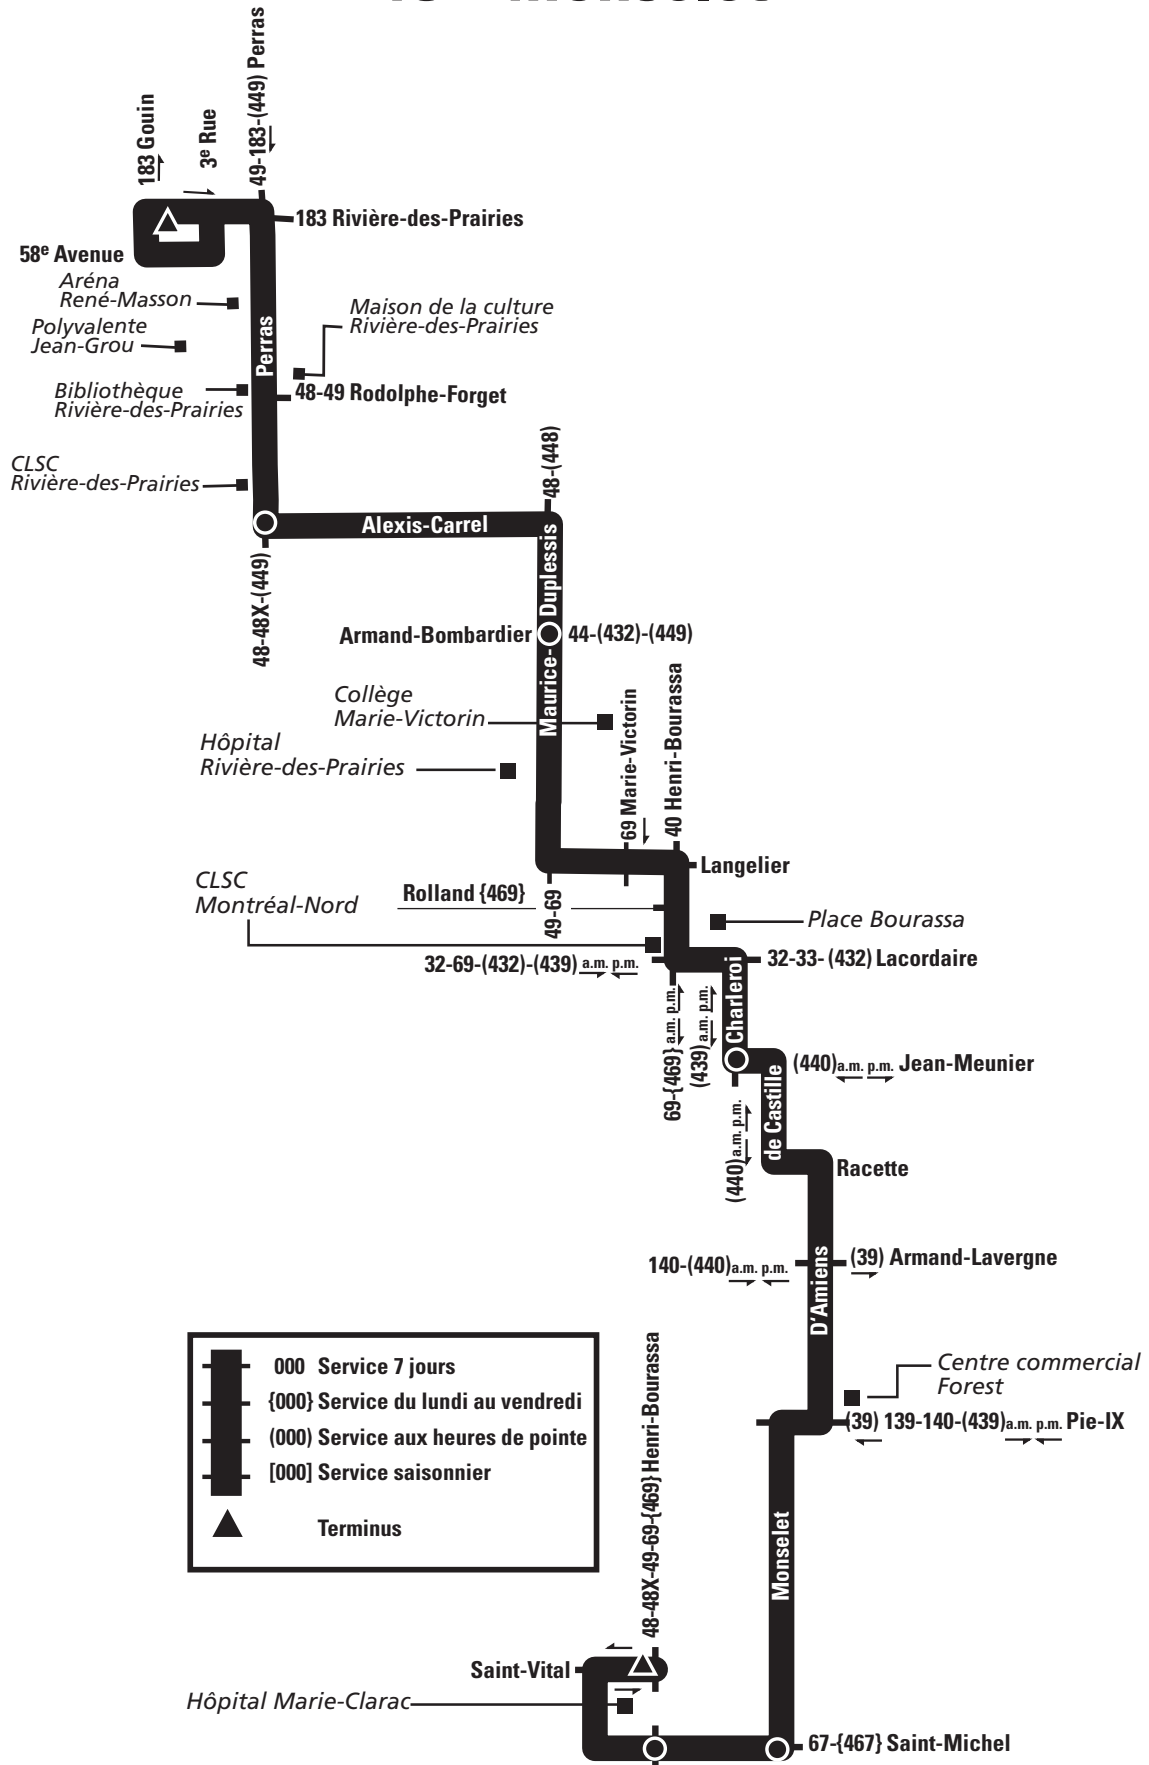 49-183-(449) Perras
183 Gouin
3e Rue
183 Rivière-des-Prairies
58e Avenue
Aréna
René-Masson
Maison de la culture
Rivière-des-Prairies
Polyvalente
Jean-Grou
Perras
Bibliothèque
Rivière-des-Prairies
48-49 Rodolphe-Forget
CLSC
Rivière-des-Prairies
48-(448)
Alexis-Carrel
48-48X-(449)
Maurice-Duplessis
Armand-Bombardier
44-(432)-(449)
Collège
Marie-Victorin
69 Marie-Victorin
40 Henri-Bourassa
Hôpital
Rivière-des-Prairies
Langelier
CLSC
Montréal-Nord
Rolland {469}
49-69
Place Bourassa
32-69-(432)-(439) a.m. p.m.
32-33- (432) Lacordaire
Charleroi
69-{469} a.m. p.m.
(439) a.m. p.m.
(440) a.m. p.m. Jean-Meunier
de Castille
(440) a.m. p.m.
Racette
140-(440) a.m. p.m.
(39) Armand-Lavergne
D'Amiens
Centre commercial
Forest
(39) 139-140-(439) a.m. p.m. Pie-IX
000 Service 7 jours
{000} Service du lundi au vendredi
(000) Service aux heures de pointe
[000] Service saisonnier
Terminus
48-48X-49-69-{469} Henri-Bourassa
Monselet
Saint-Vital
Hôpital Marie-Clarac
67-{467} Saint-Michel